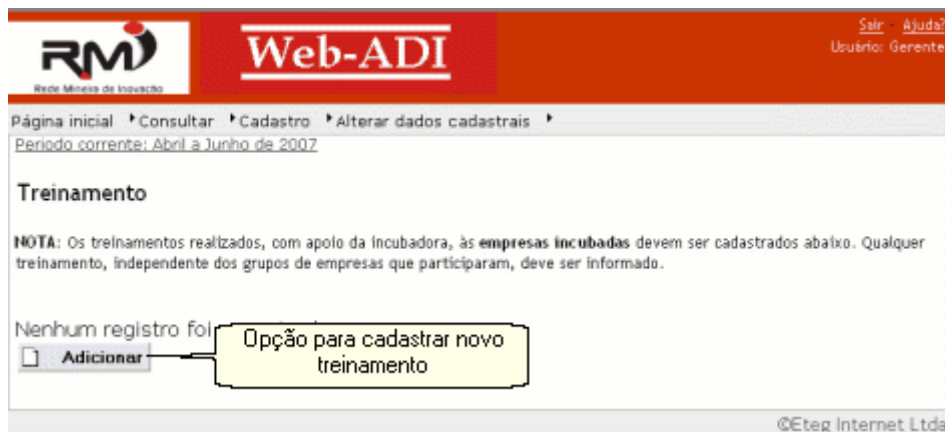 RMI
Rede Mineira de Inovação
Web-ADI
Sair - Ajuda?
Usuário: Gerente
Página inicial Consultar Cadastro Alterar dados cadastrais
Periodo corrente: Abril a Junho de 2007
Treinamento
NOTA: Os treinamentos realizados, com apoio da incubadora, às empresas incubadas devem ser cadastrados abaixo. Qualquer
treinamento, independente dos grupos de empresas que participaram, deve ser informado.
Nenhum registro foi
Opção para cadastrar novo
treinamento
Adicionar
©Eteg Internet Ltda